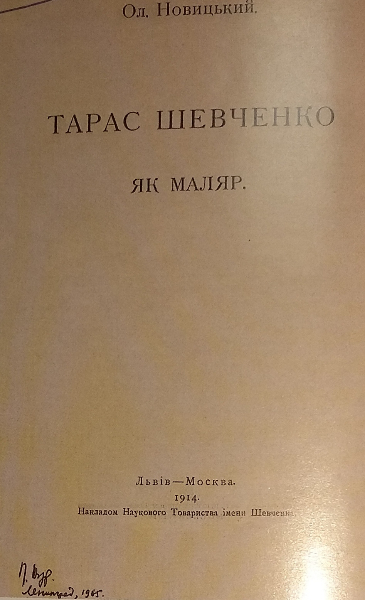 Ол. Новицький.
ТАРАС ШЕВЧЕНКО
ЯК МАЛЯР.
Львів—Москва.
1914.
Накладом Наукового Товариства імени Шевченка.
Ленинград, 1965.